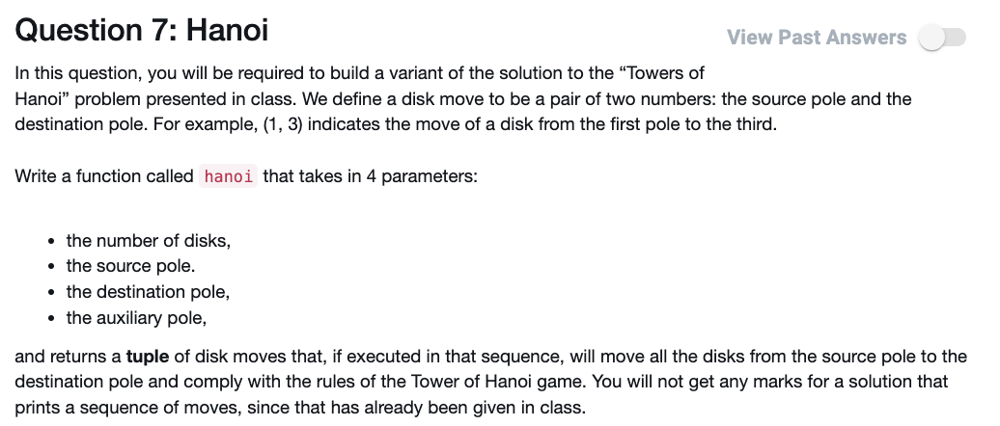 Question 7: Hanoi
View Past Answers
In this question, you will be required to build a variant of the solution to the “Towers of
Hanoi” problem presented in class. We define a disk move to be a pair of two numbers: the source pole and the
destination pole. For example, (1, 3) indicates the move of a disk from the first pole to the third.
Write a function called hanoi that takes in 4 parameters:
• the number of disks,
• the source pole.
• the destination pole,
• the auxiliary pole,
and returns a tuple of disk moves that, if executed in that sequence, will move all the disks from the source pole to the
destination pole and comply with the rules of the Tower of Hanoi game. You will not get any marks for a solution that
prints a sequence of moves, since that has already been given in class.